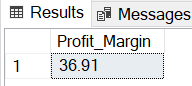 Results Messages
Profit_Margin
1 36.91